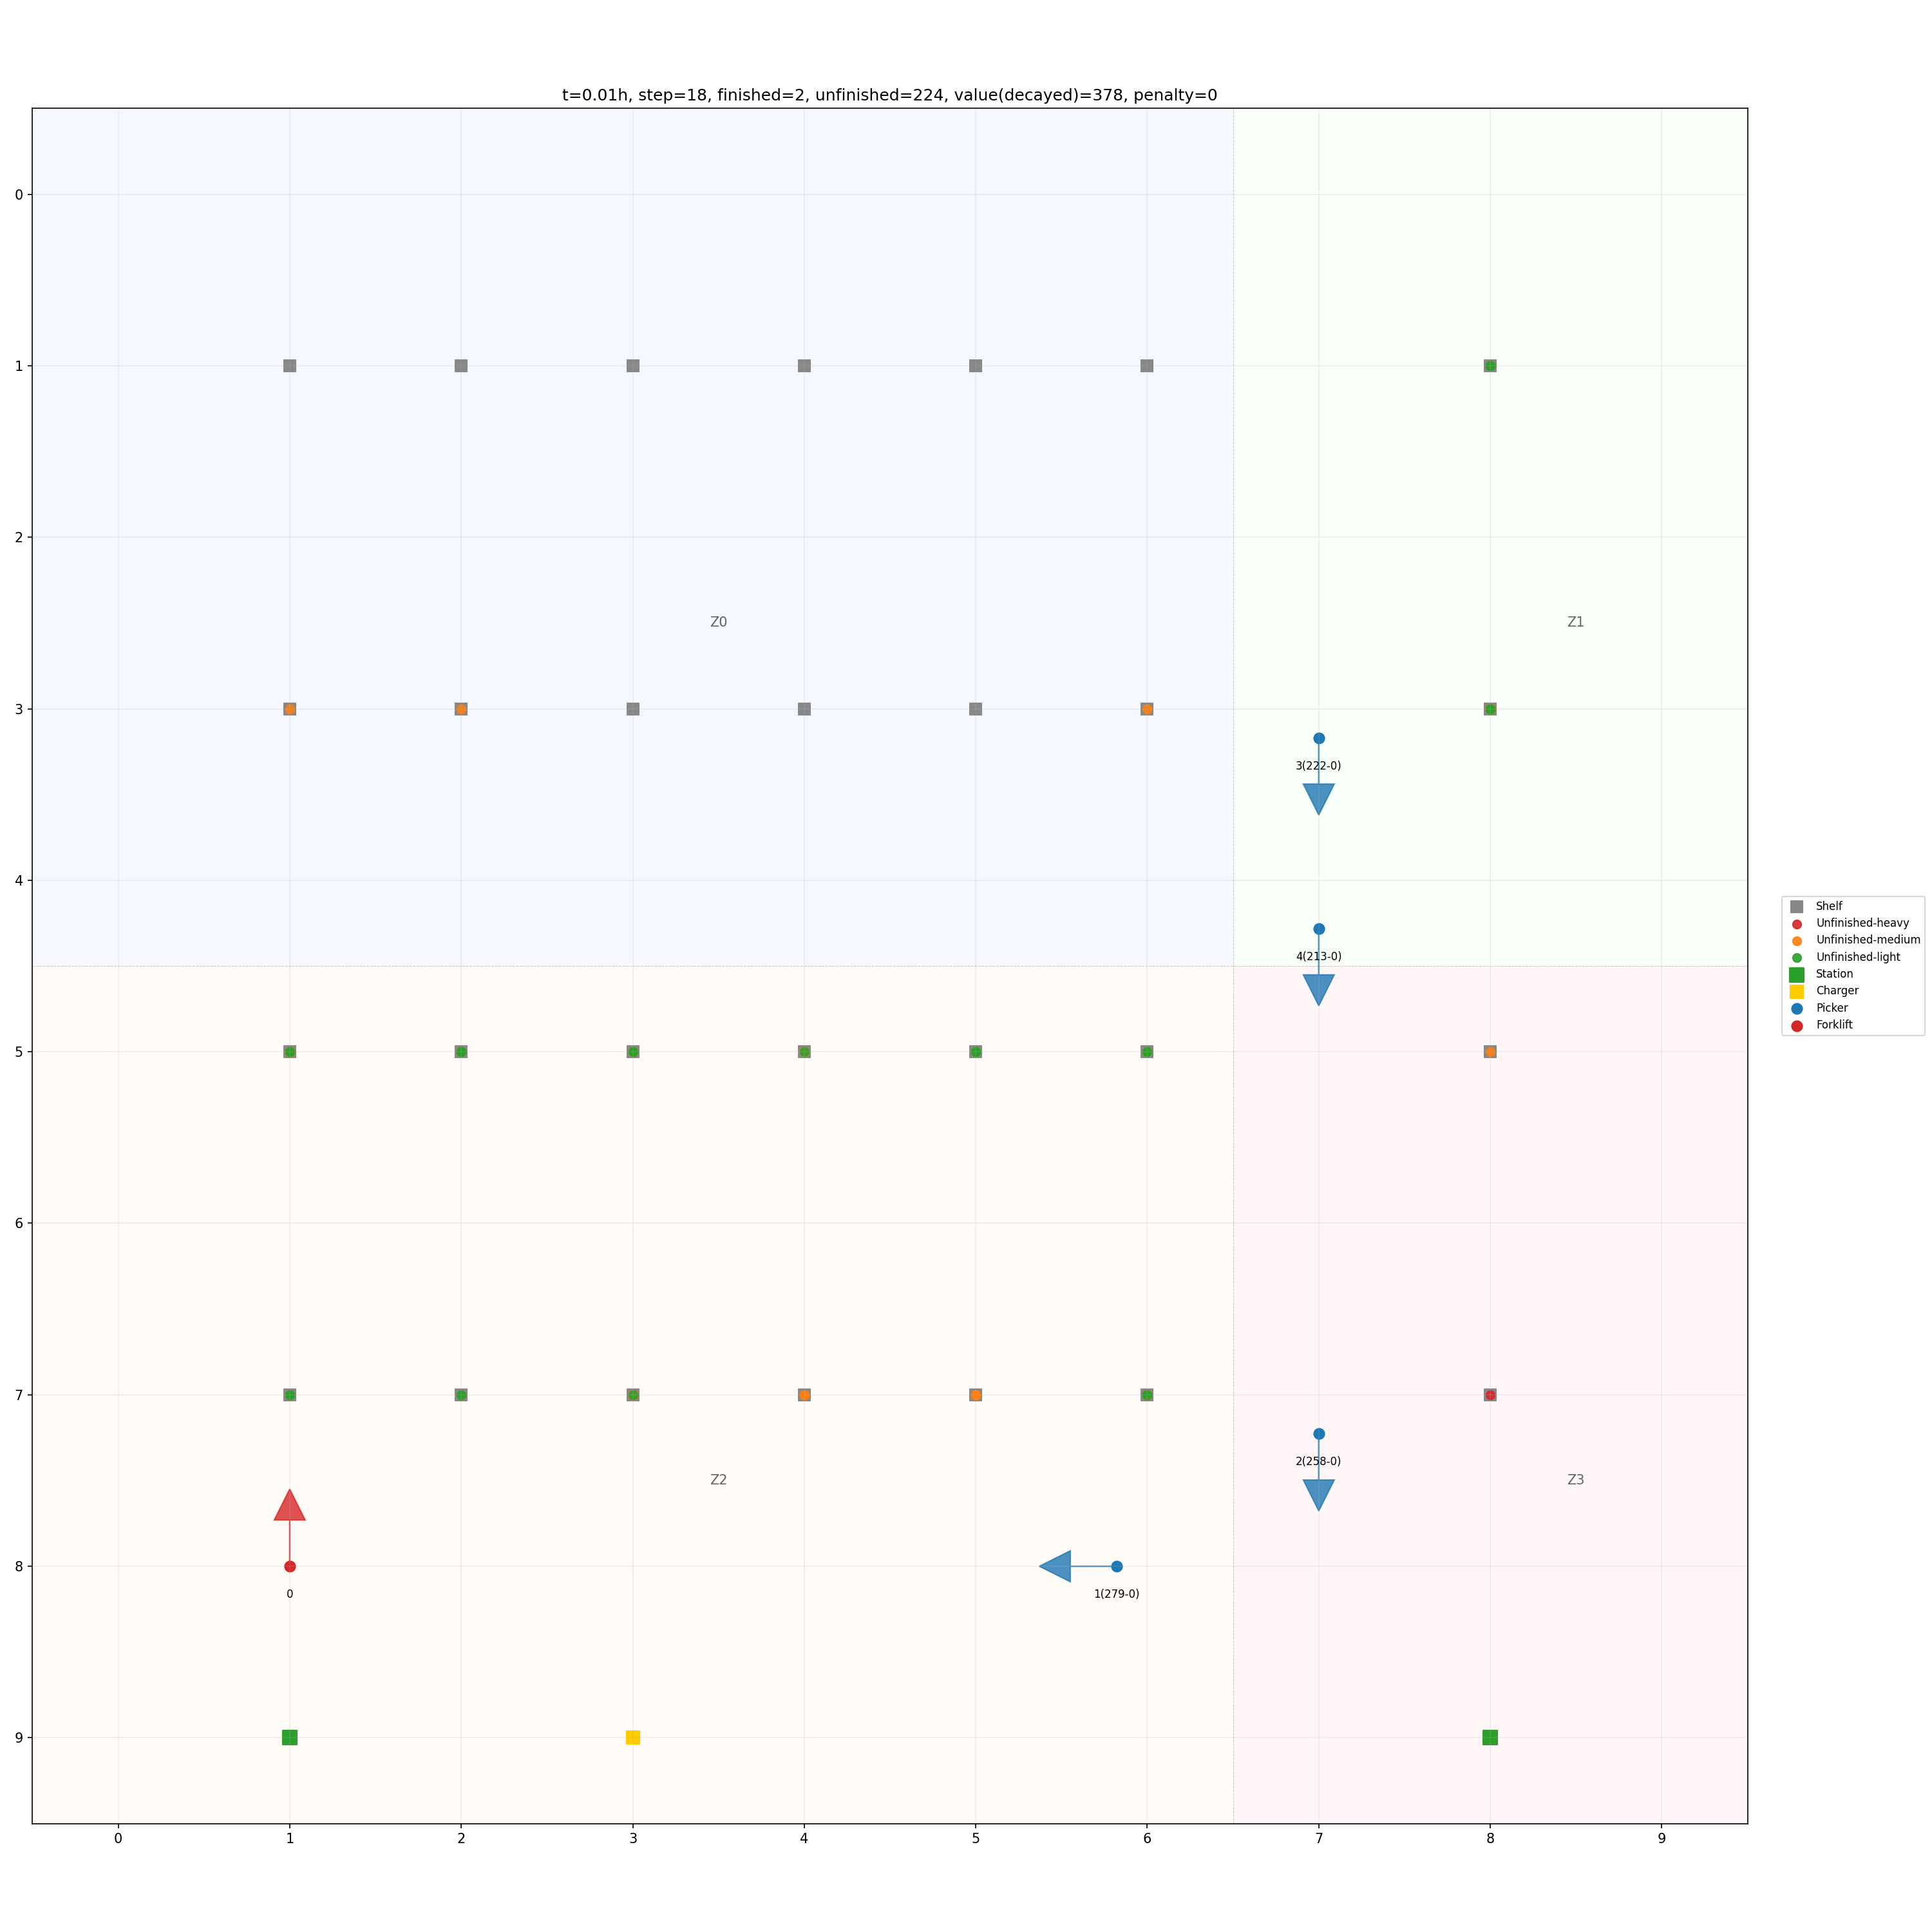 t=0.01h, step=18, finished=2, unfinished=224, value(decayed)=378, penalty=0
0
1
2
Z0
Z1
3
3(222-0)
4
4(213-0)
Shelf
Unfinished-heavy
Unfinished-medium
Unfinished-light
Station
Charger
Picker
Forklift
5
6
7
2(258-0)
Z2
Z3
8
0
1(279-0)
9
0 1 2 3 4 5 6 7 8 9